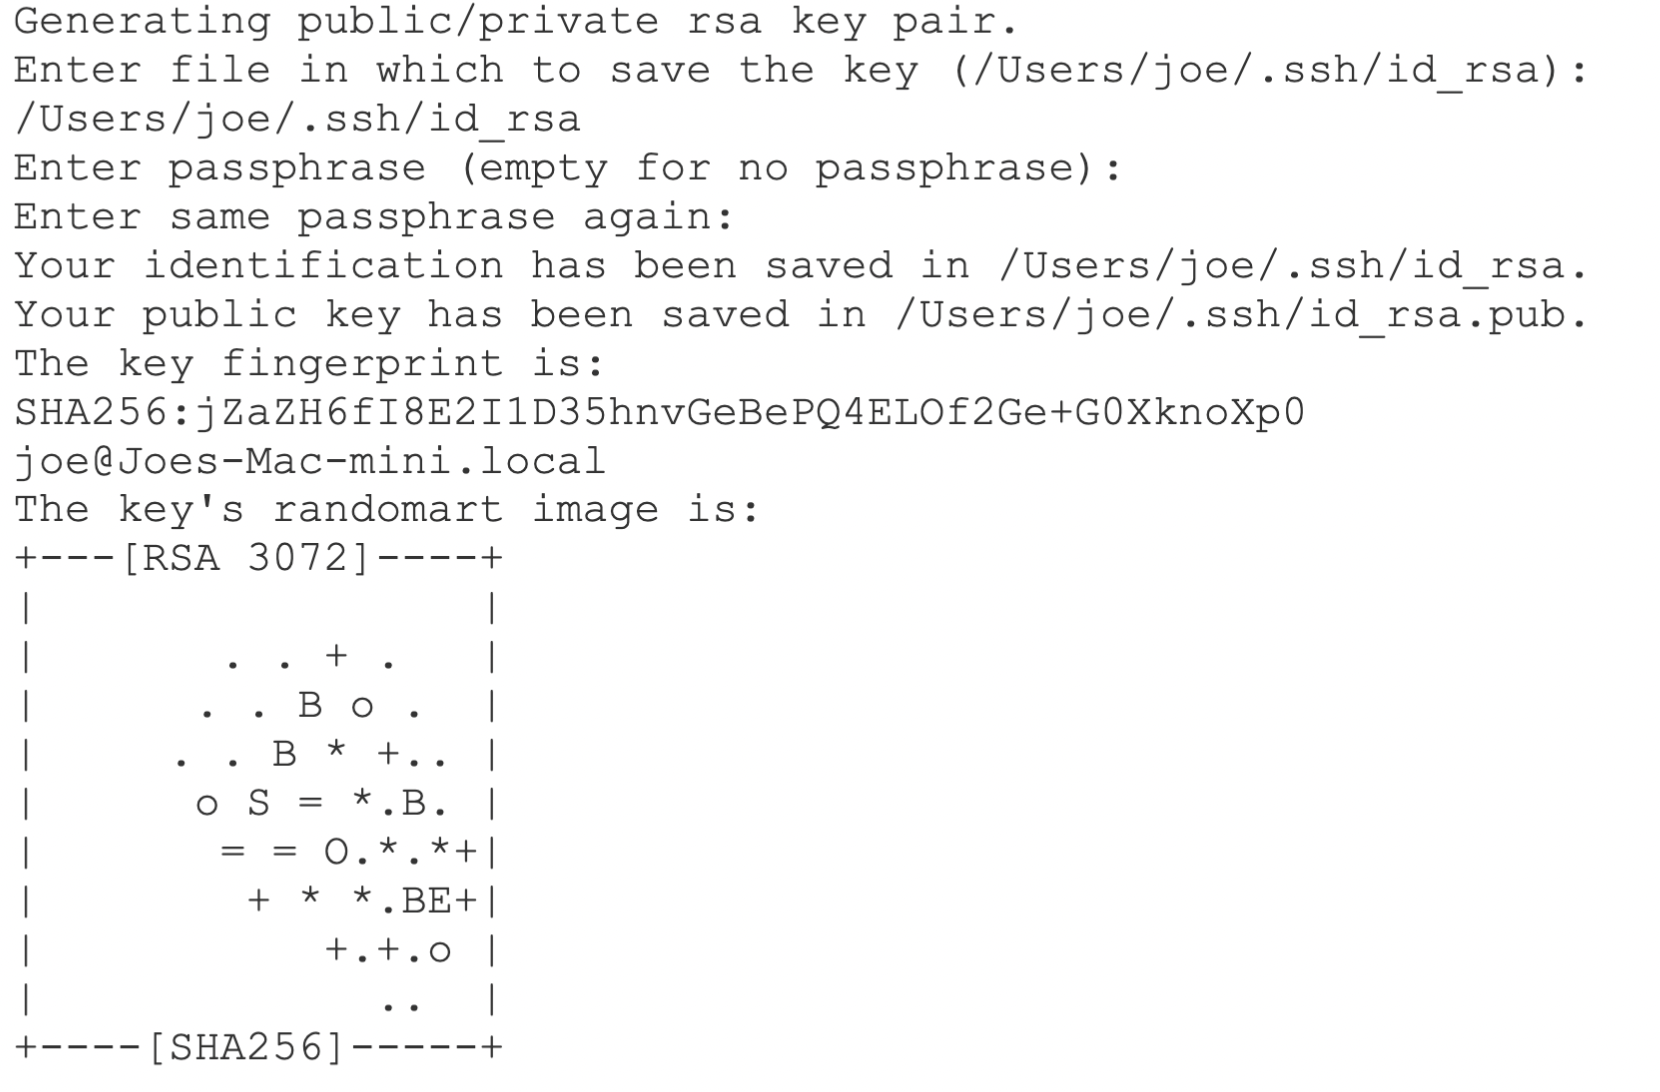 Generating public/private rsa key pair.
Enter file in which to save the key (/Users/joe/.ssh/id_rsa):
/Users/joe/.ssh/id_rsa
Enter passphrase (empty for no passphrase):
Enter same passphrase again:
Your identification has been saved in /Users/joe/.ssh/id_rsa.
Your public key has been saved in /Users/joe/.ssh/id_rsa.pub.
The key fingerprint is:
SHA256:jZaZH6fI8E2I1D35hnvGeBePQ4ELOf2Ge+G0XknoXp0
joe@Joes-Mac-mini.local
The key's randomart image is:
+---[RSA 3072]----+
|                 |
|       . . + .   |
|      . . B o .  |
|     . . B * +.. |
|      o S = *.B. |
|       = = O.*.*+|
|        + * *.BE+|
|           +.+.o |
|             ..  |
+----[SHA256]-----+